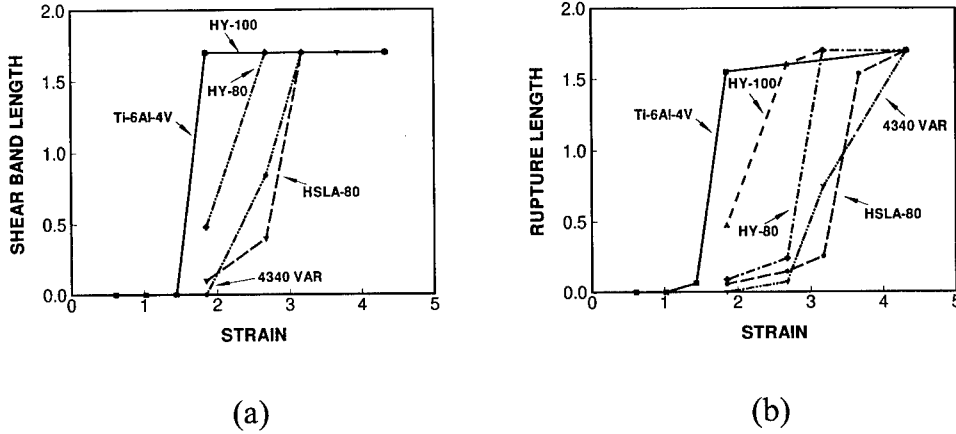 2.0
1.5
1.0
0.5
0.0
0
1
2
3
4
5
SHEAR BAND LENGTH
STRAIN
HY-100
HY-80
Ti-6Al-4V
HSLA-80
4340 VAR
(a)
2.0
1.5
1.0
0.5
0.0
0
1
2
3
4
5
RUPTURE LENGTH
STRAIN
HY-100
Ti-6Al-4V
4340 VAR
HSLA-80
HY-80
(b)